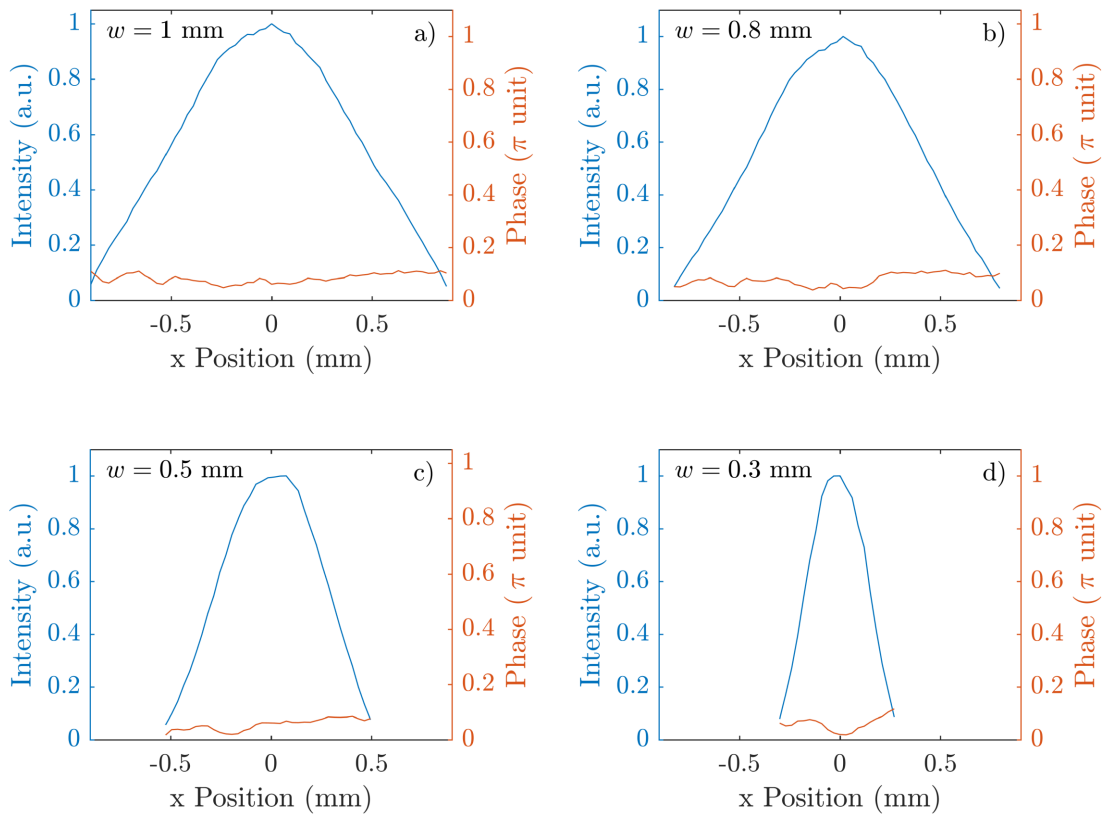 w = 1 mm
a)
1
0.8
0.6
0.4
0.2
0
Intensity (a.u.)
1
0.8
0.6
0.4
0.2
0
Phase (π unit)
-0.5 0 0.5
x Position (mm)
w = 0.8 mm
b)
1
0.8
0.6
0.4
0.2
0
Intensity (a.u.)
1
0.8
0.6
0.4
0.2
0
Phase ( π unit)
-0.5 0 0.5
x Position (mm)
w = 0.5 mm
c)
1
0.8
0.6
0.4
0.2
0
Intensity (a.u.)
1
0.8
0.6
0.4
0.2
0
Phase ( π unit)
-0.5 0 0.5
x Position (mm)
w = 0.3 mm
d)
1
0.8
0.6
0.4
0.2
0
Intensity (a.u.)
1
0.8
0.6
0.4
0.2
0
Phase ( π unit)
-0.5 0 0.5
x Position (mm)